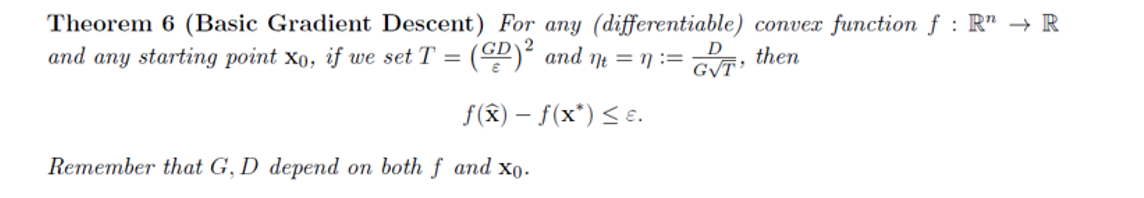 Theorem 6 (Basic Gradient Descent) For any (differentiable) convex function f : ℝⁿ → ℝ
and any starting point x₀, if we set T = (GD/ε)² and ηₜ = η := D/(G√T), then
f(x̂) − f(x*) ≤ ε.
Remember that G, D depend on both f and x₀.